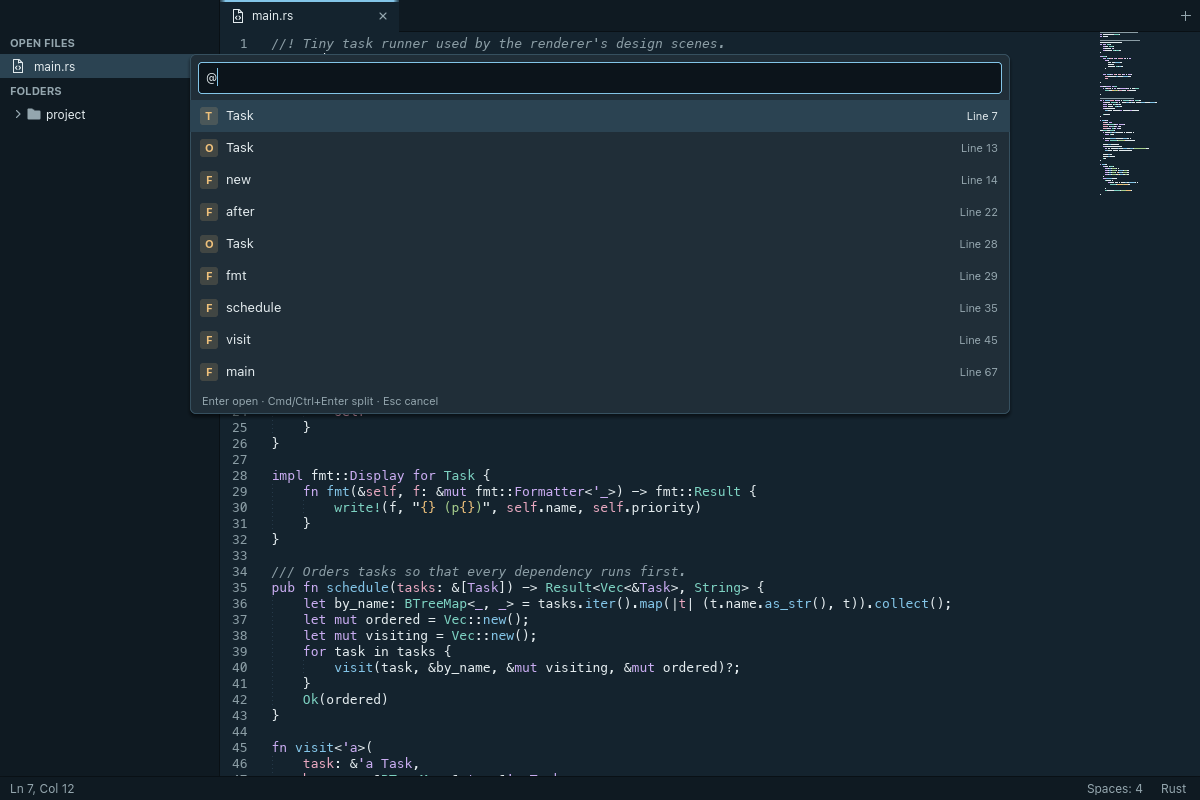 main.rs
OPEN FILES
main.rs
FOLDERS
project
1 //! Tiny task runner used by the renderer's design scenes.
@
T Task Line 7
O Task Line 13
F new Line 14
F after Line 22
O Task Line 28
F fmt Line 29
F schedule Line 35
F visit Line 45
F main Line 67
Enter open · Cmd/Ctrl+Enter split · Esc cancel
25 }
26 }
27
28 impl fmt::Display for Task {
29 fn fmt(&self, f: &mut fmt::Formatter<'_>) -> fmt::Result {
30 write!(f, "{} (p{})", self.name, self.priority)
31 }
32 }
33
34 /// Orders tasks so that every dependency runs first.
35 pub fn schedule(tasks: &[Task]) -> Result<Vec<&Task>, String> {
36 let by_name: BTreeMap<_, _> = tasks.iter().map(|t| (t.name.as_str(), t)).collect();
37 let mut ordered = Vec::new();
38 let mut visiting = Vec::new();
39 for task in tasks {
40 visit(task, &by_name, &mut visiting, &mut ordered)?;
41 }
42 Ok(ordered)
43 }
44
45 fn visit<'a>(
46 task: &'a Task,
Ln 7, Col 12
Spaces: 4 Rust